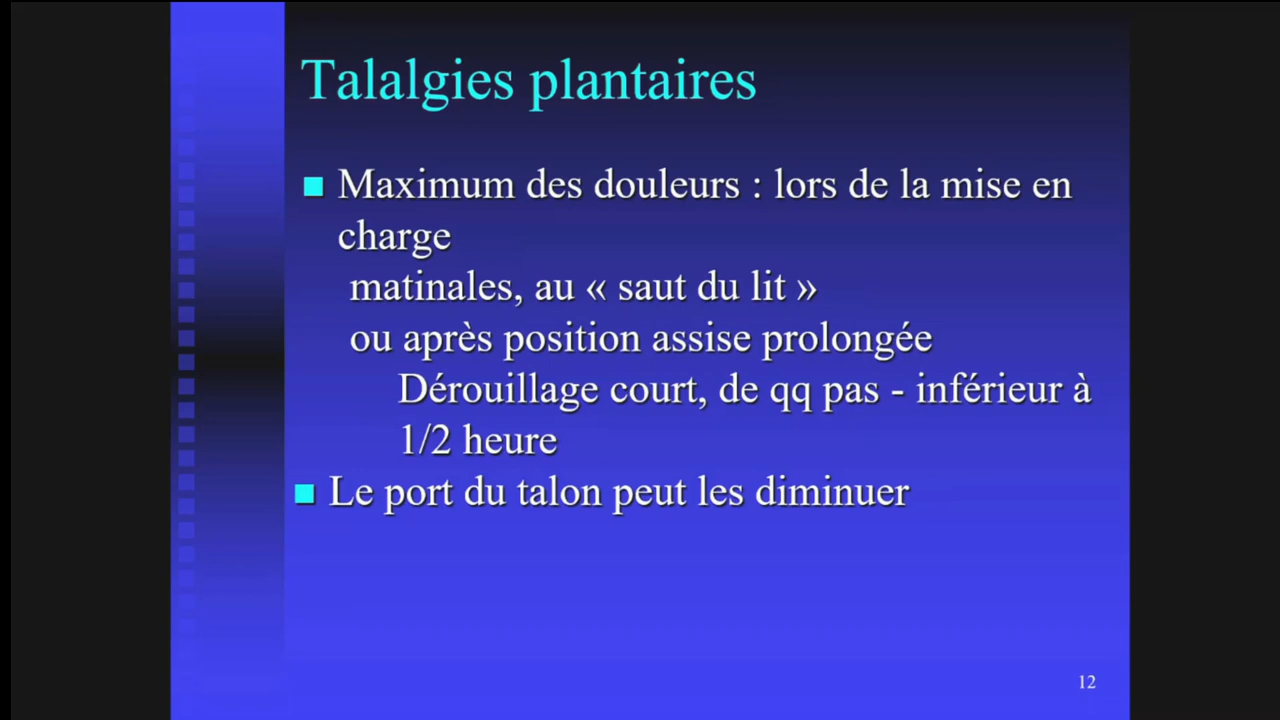 Talalgies plantaires
Maximum des douleurs : lors de la mise en
charge
matinales, au « saut du lit »
ou après position assise prolongée
Dérouillage court, de qq pas - inférieur à
1/2 heure
Le port du talon peut les diminuer
12